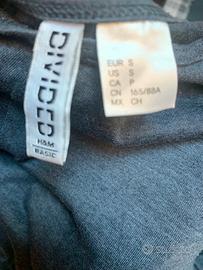 DIVIDED
H&M
BASIC
EUR S
US S
CA P
CN 165/88A
MX CH